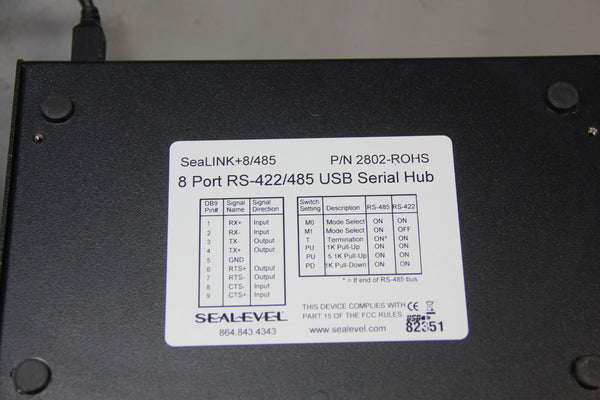 SeaLINK+8/485 P/N 2802-ROHS
8 Port RS-422/485 USB Serial Hub
DB9 Pin# Signal Name Signal Direction
1 RX+ Input
2 RX- Input
3 TX- Output
4 TX+ Output
5 GND
6 RTS+ Output
7 RTS- Output
8 CTS- Input
9 CTS+ Input
Switch Setting Description RS-485 RS-422
M0 Mode Select ON ON
M1 Mode Select ON OFF
T Termination ON* ON
PU 1K Pull-Up ON ON
PU 5.1K Pull-Up ON ON
PD 1K Pull-Down ON ON
* = If end of RS-485 bus
SEALEVEL
864.843.4343
THIS DEVICE COMPLIES WITH CE
PART 15 OF THE FCC RULES
www.sealevel.com
82351